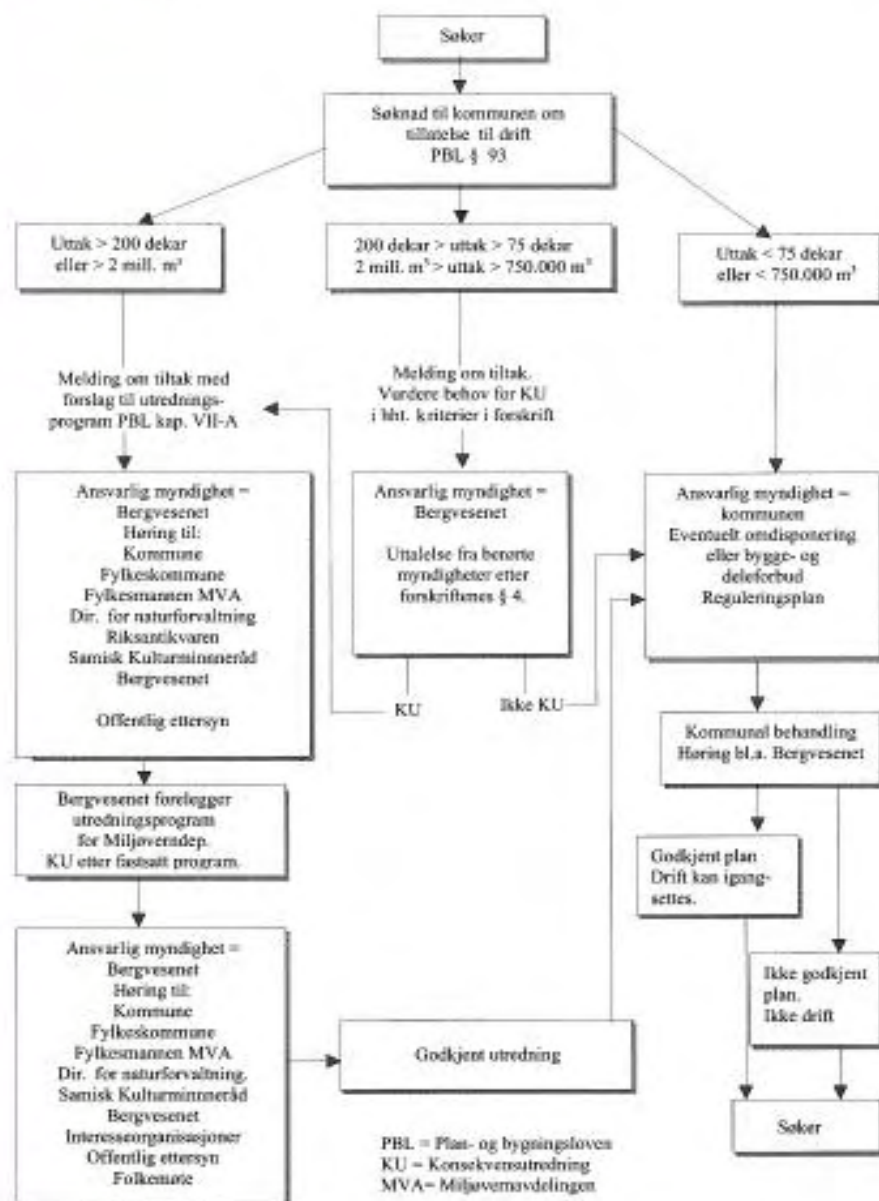 Søker
Søknad til kommunen om
tillatelse til drift
PBL § 93
Uttak > 200 dekar
eller > 2 mill. m³
200 dekar > uttak > 75 dekar
2 mill. m³ > uttak > 750.000 m³
Uttak < 75 dekar
eller < 750.000 m³
Melding om tiltak med
forslag til utrednings-
program PBL kap. VII-A
Melding om tiltak.
Vurdere behov for KU
i hht. kriterier i forskrift
Ansvarlig myndighet =
Bergvesenet
Høring til:
Kommune
Fylkeskommune
Fylkesmannen MVA
Dir. for naturforvaltning
Riksantikvaren
Samisk Kulturminnneråd
Bergvesenet
Offentlig ettersyn
Ansvarlig myndighet =
Bergvesenet
Uttalelse fra berørte
myndigheter etter
forskriftenes § 4.
KU
Ikke KU
Ansvarlig myndighet =
kommunen
Eventuelt omdisponering
eller bygge- og
deleforbud
Reguleringsplan
Kommunal behandling
Høring bl.a. Bergvesenet
Bergvesenet forelegger
utredningsprogram
for Miljøverndep.
KU etter fastsatt program.
Godkjent plan
Drift kan igang-
settes.
Ikke godkjent
plan.
Ikke drift
Ansvarlig myndighet =
Bergvesenet
Høring til:
Kommune
Fylkeskommune
Fylkesmannen MVA
Dir. for naturforvaltning.
Samisk Kulturminnneråd
Bergvesenet
Interesseorganisasjoner
Offentlig ettersyn
Folkemøte
Godkjent utredning
Søker
PBL = Plan- og bygningsloven
KU = Konsekvensutredning
MVA= Miljøvernavdelingen